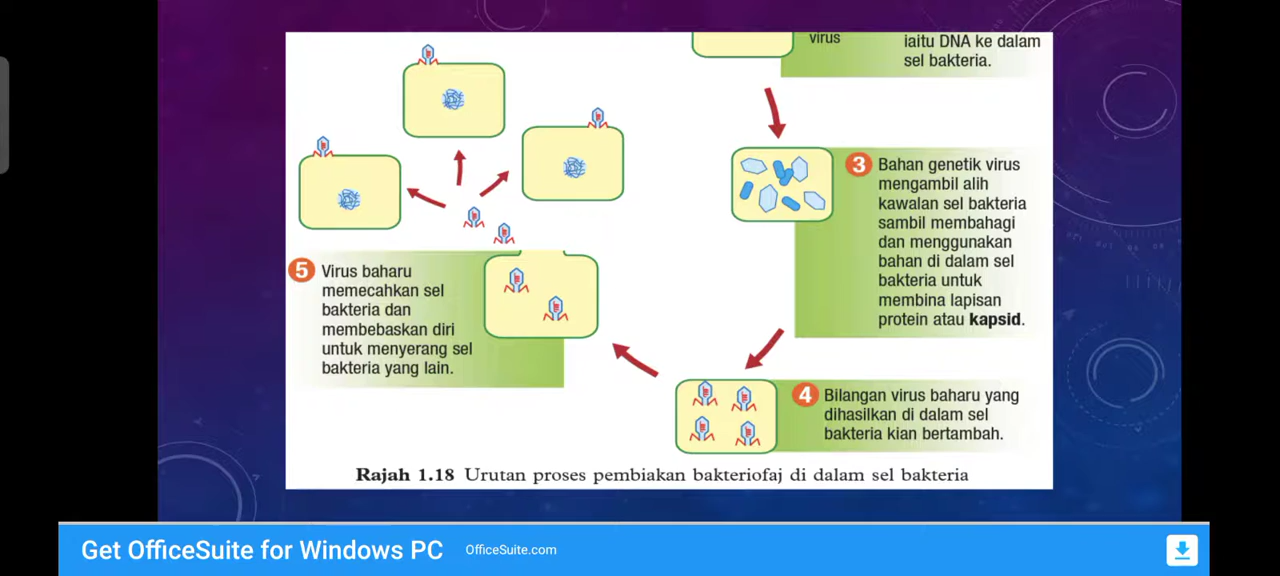 virus
iaitu DNA ke dalam
sel bakteria.
3 Bahan genetik virus
mengambil alih
kawalan sel bakteria
sambil membahagi
dan menggunakan
bahan di dalam sel
bakteria untuk
membina lapisan
protein atau kapsid.
4 Bilangan virus baharu yang
dihasilkan di dalam sel
bakteria kian bertambah.
5 Virus baharu
memecahkan sel
bakteria dan
membebaskan diri
untuk menyerang sel
bakteria yang lain.
Rajah 1.18 Urutan proses pembiakan bakteriofaj di dalam sel bakteria
Get OfficeSuite for Windows PC OfficeSuite.com